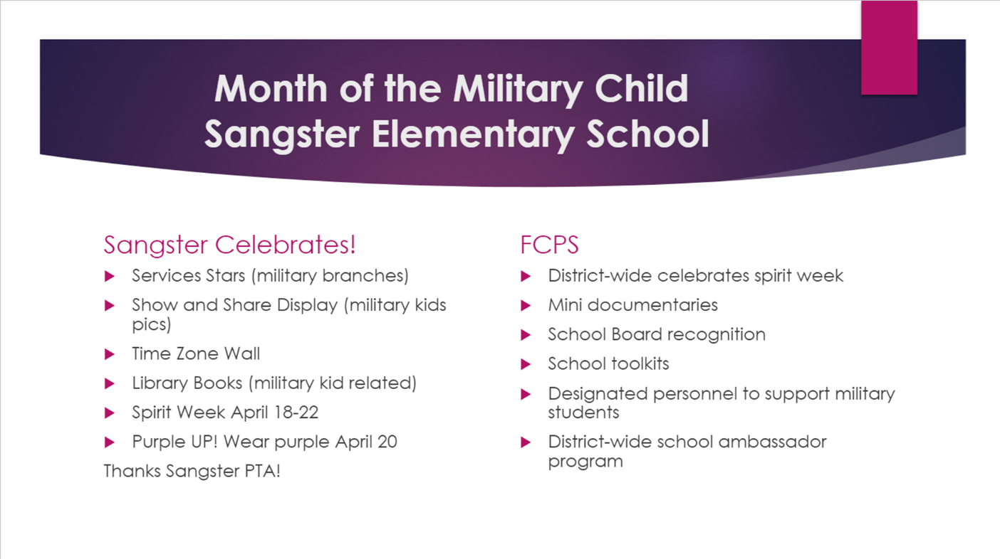 Month of the Military Child
Sangster Elementary School
Sangster Celebrates!
Services Stars (military branches)
Show and Share Display (military kids
pics)
Time Zone Wall
Library Books (military kid related)
Spirit Week April 18-22
Purple UP! Wear purple April 20
Thanks Sangster PTA!
FCPS
District-wide celebrates spirit week
Mini documentaries
School Board recognition
School toolkits
Designated personnel to support military
students
District-wide school ambassador
program